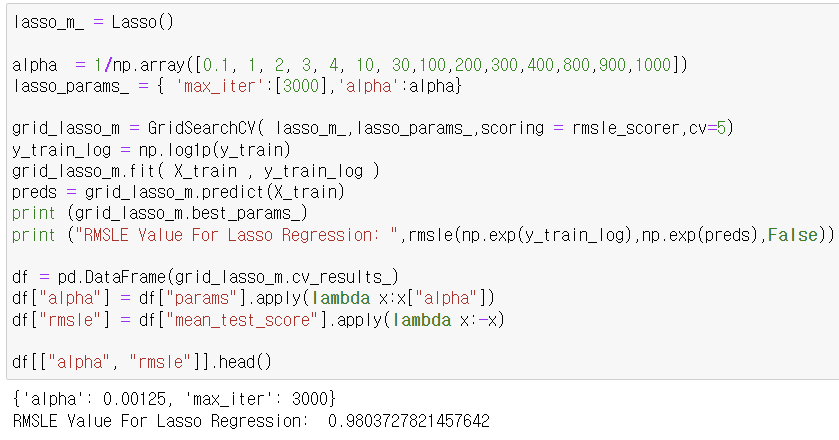 lasso_m_ = Lasso()
alpha  = 1/np.array([0.1, 1, 2, 3, 4, 10, 30,100,200,300,400,800,900,1000])
lasso_params_ = { 'max_iter':[3000],'alpha':alpha}
grid_lasso_m = GridSearchCV( lasso_m_,lasso_params_,scoring = rmsle_scorer,cv=5)
y_train_log = np.log1p(y_train)
grid_lasso_m.fit( X_train , y_train_log )
preds = grid_lasso_m.predict(X_train)
print (grid_lasso_m.best_params_)
print ("RMSLE Value For Lasso Regression: ",rmsle(np.exp(y_train_log),np.exp(preds),False))
df = pd.DataFrame(grid_lasso_m.cv_results_)
df["alpha"] = df["params"].apply(lambda x:x["alpha"])
df["rmsle"] = df["mean_test_score"].apply(lambda x:-x)
df[["alpha", "rmsle"]].head()
{'alpha': 0.00125, 'max_iter': 3000}
RMSLE Value For Lasso Regression:  0.9803727821457642